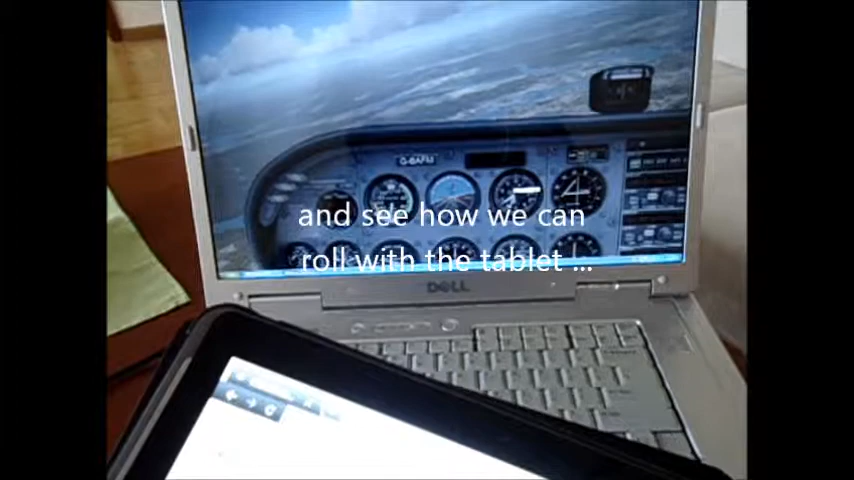 G-BAFM
and see how we can
roll with the tablet ...
DELL